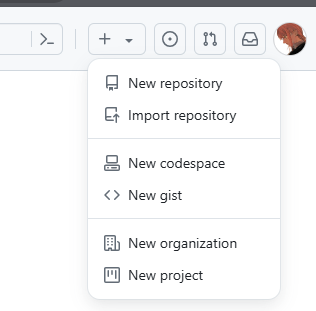 New repository
Import repository
New codespace
New gist
New organization
New project